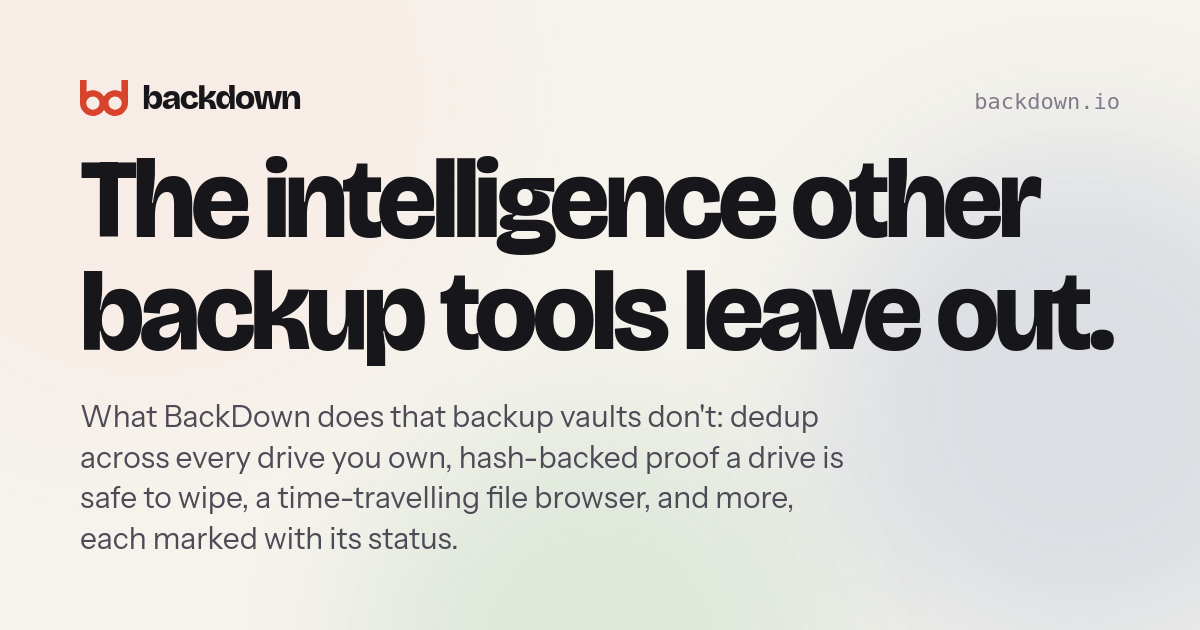 backdown
backdown.io
The intelligence other
backup tools leave out.
What BackDown does that backup vaults don't: dedup
across every drive you own, hash-backed proof a drive is
safe to wipe, a time-travelling file browser, and more,
each marked with its status.